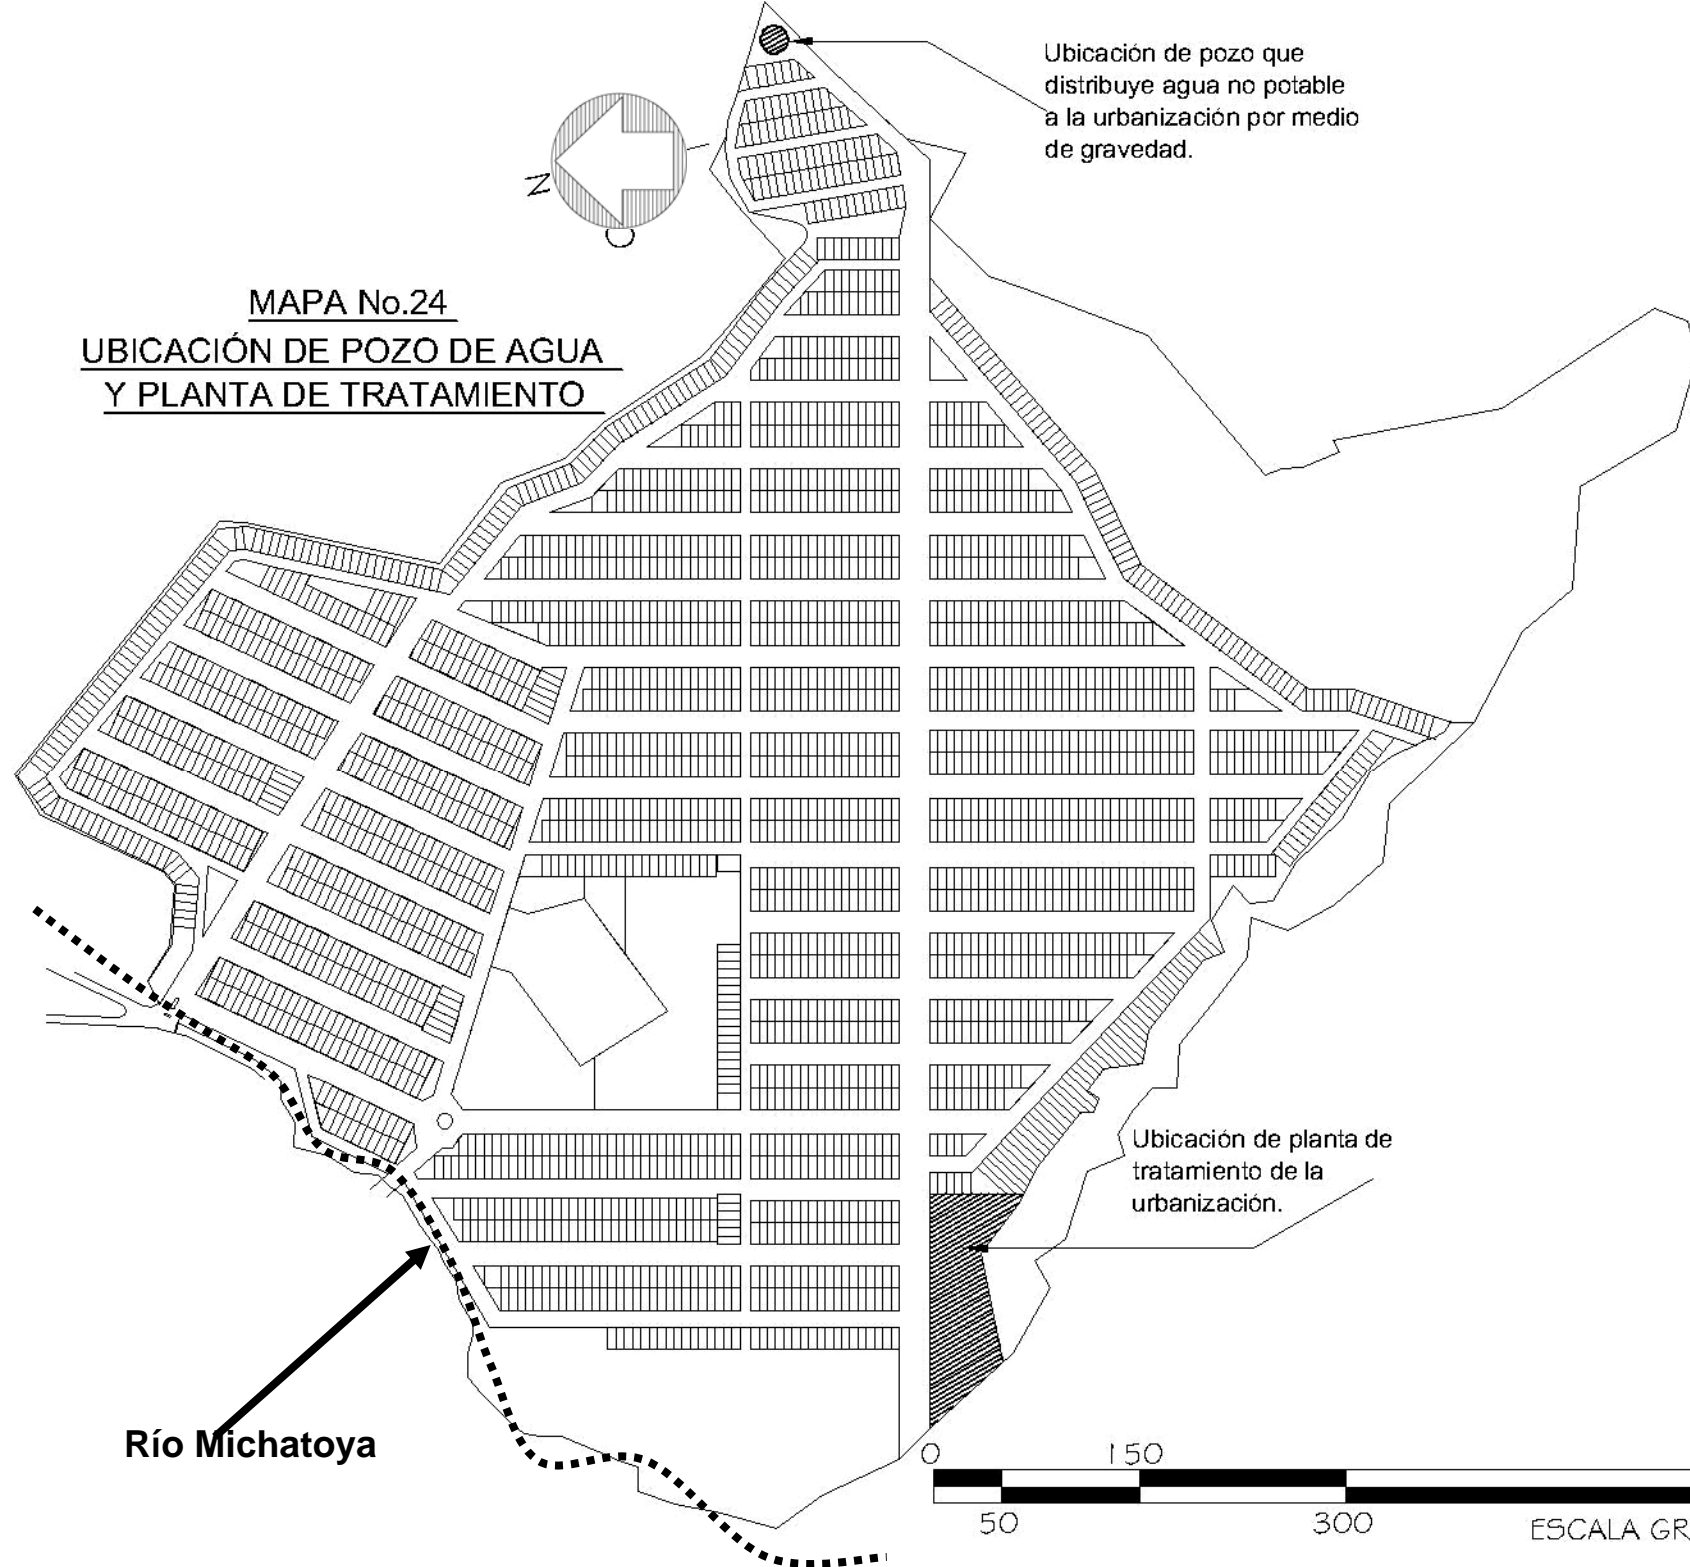 Ubicación de pozo que
distribuye agua no potable
a la urbanización por medio
de gravedad.
N
O
MAPA No.24
UBICACIÓN DE POZO DE AGUA
Y PLANTA DE TRATAMIENTO
Ubicación de planta de
tratamiento de la
urbanización.
Río Michatoya
0 150
50 300
ESCALA GR